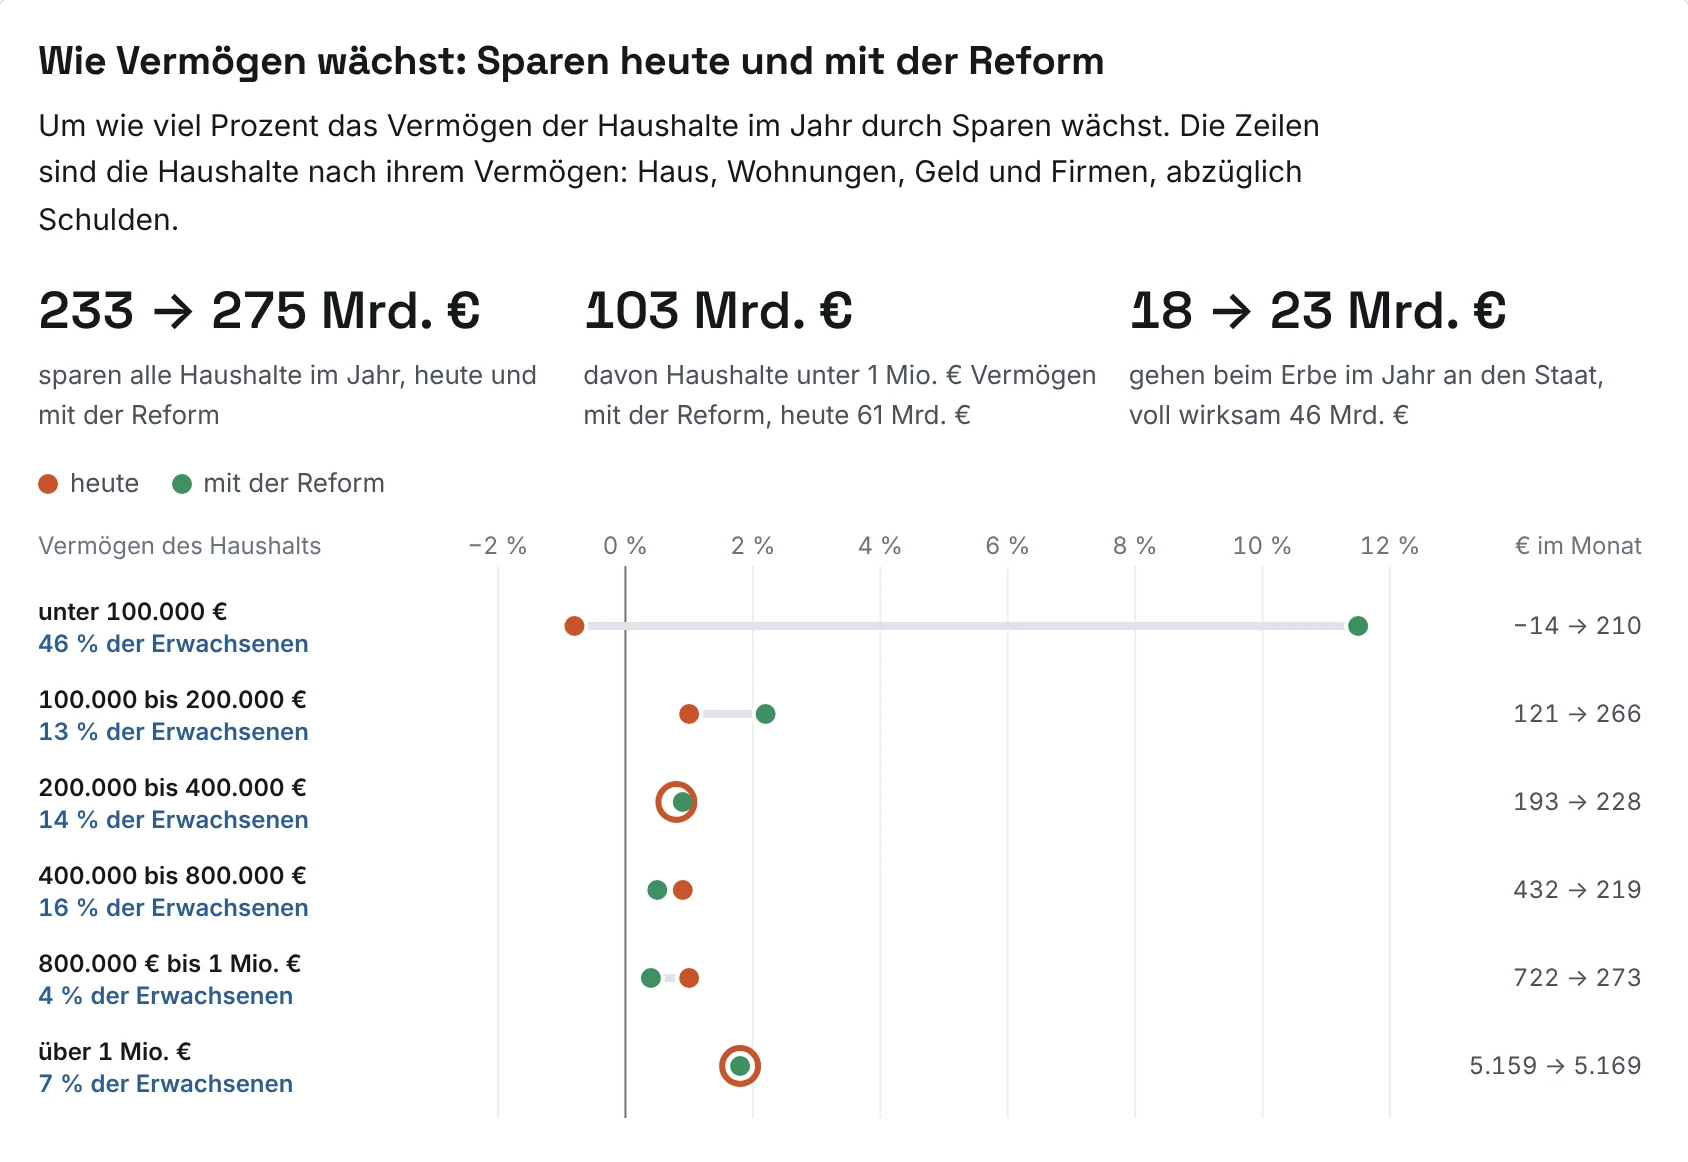 Wie Vermögen wächst: Sparen heute und mit der Reform
Um wie viel Prozent das Vermögen der Haushalte im Jahr durch Sparen wächst. Die Zeilen
sind die Haushalte nach ihrem Vermögen: Haus, Wohnungen, Geld und Firmen, abzüglich
Schulden.
233 → 275 Mrd. €
sparen alle Haushalte im Jahr, heute und
mit der Reform
103 Mrd. €
davon Haushalte unter 1 Mio. € Vermögen
mit der Reform, heute 61 Mrd. €
18 → 23 Mrd. €
gehen beim Erbe im Jahr an den Staat,
voll wirksam 46 Mrd. €
heute mit der Reform
Vermögen des Haushalts −2 % 0 % 2 % 4 % 6 % 8 % 10 % 12 % € im Monat
unter 100.000 €
46 % der Erwachsenen
−14 → 210
100.000 bis 200.000 €
13 % der Erwachsenen
121 → 266
200.000 bis 400.000 €
14 % der Erwachsenen
193 → 228
400.000 bis 800.000 €
16 % der Erwachsenen
432 → 219
800.000 € bis 1 Mio. €
4 % der Erwachsenen
722 → 273
über 1 Mio. €
7 % der Erwachsenen
5.159 → 5.169